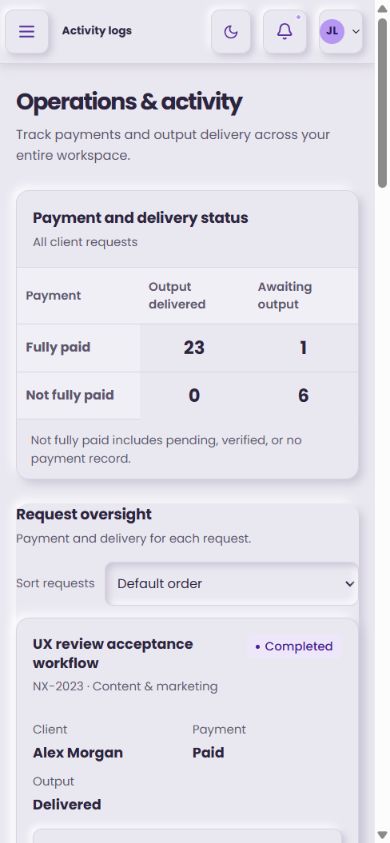 Activity logs
JL
Operations & activity
Track payments and output delivery across your
entire workspace.
Payment and delivery status
All client requests
Payment
Output
delivered
Awaiting
output
Fully paid
23
1
Not fully paid
0
6
Not fully paid includes pending, verified, or no
payment record.
Request oversight
Payment and delivery for each request.
Sort requests
Default order
UX review acceptance
workflow
• Completed
NX-2023 · Content & marketing
Client
Payment
Alex Morgan
Paid
Output
Delivered